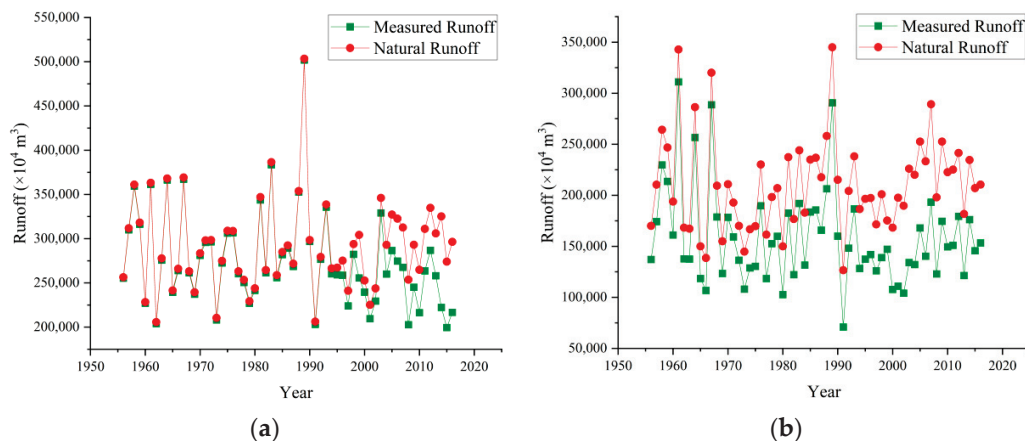 Measured Runoff
Natural Runoff
550,000
500,000
450,000
400,000
350,000
300,000
250,000
200,000
Runoff (×10⁴ m³)
1950 1960 1970 1980 1990 2000 2010 2020
Year
(a)
Measured Runoff
Natural Runoff
350,000
300,000
250,000
200,000
150,000
100,000
50,000
Runoff (×10⁴ m³)
1950 1960 1970 1980 1990 2000 2010 2020
Year
(b)